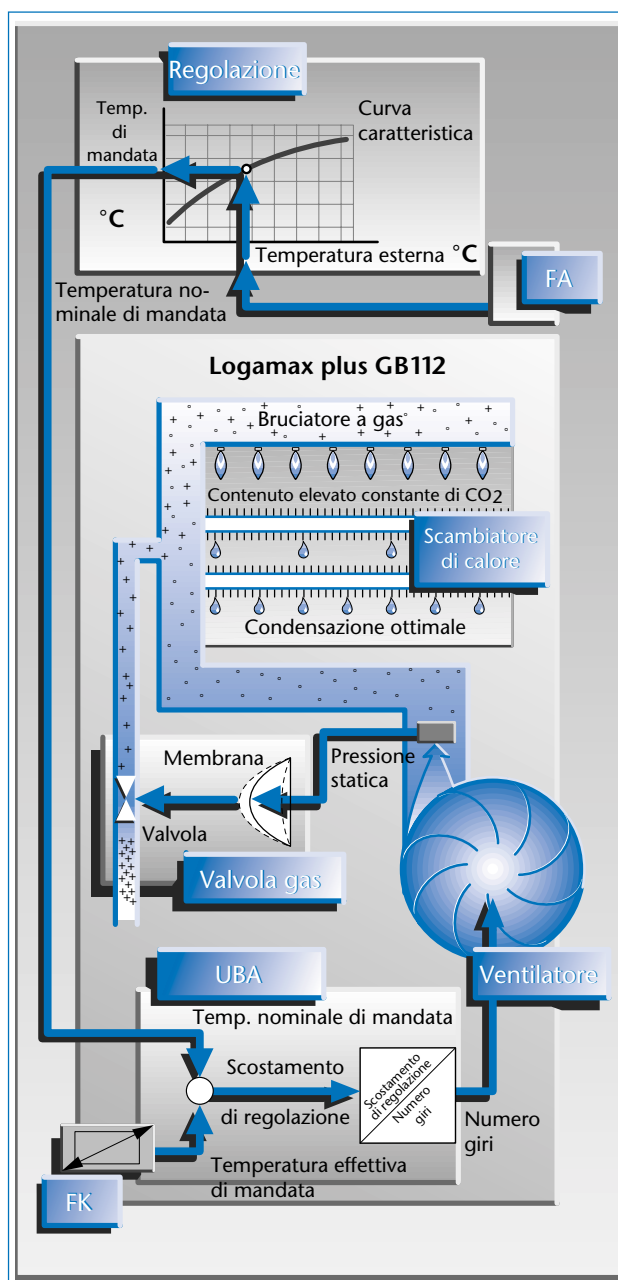 Regolazione
Temp.
di
mandata
Curva
caratteristica
°C
Temperatura esterna °C
FA
Temperatura no-
minale di mandata
Logamax plus GB112
Bruciatore a gas
Contenuto elevato constante di CO2
Scambiatore
di calore
Condensazione ottimale
Membrana
Pressione
statica
Valvola
Valvola gas
UBA
Ventilatore
Temp. nominale di mandata
Scostamento
di regolazione
Scostamento
di regolazione
Numero
giri
Numero
giri
Temperatura effettiva
di mandata
FK